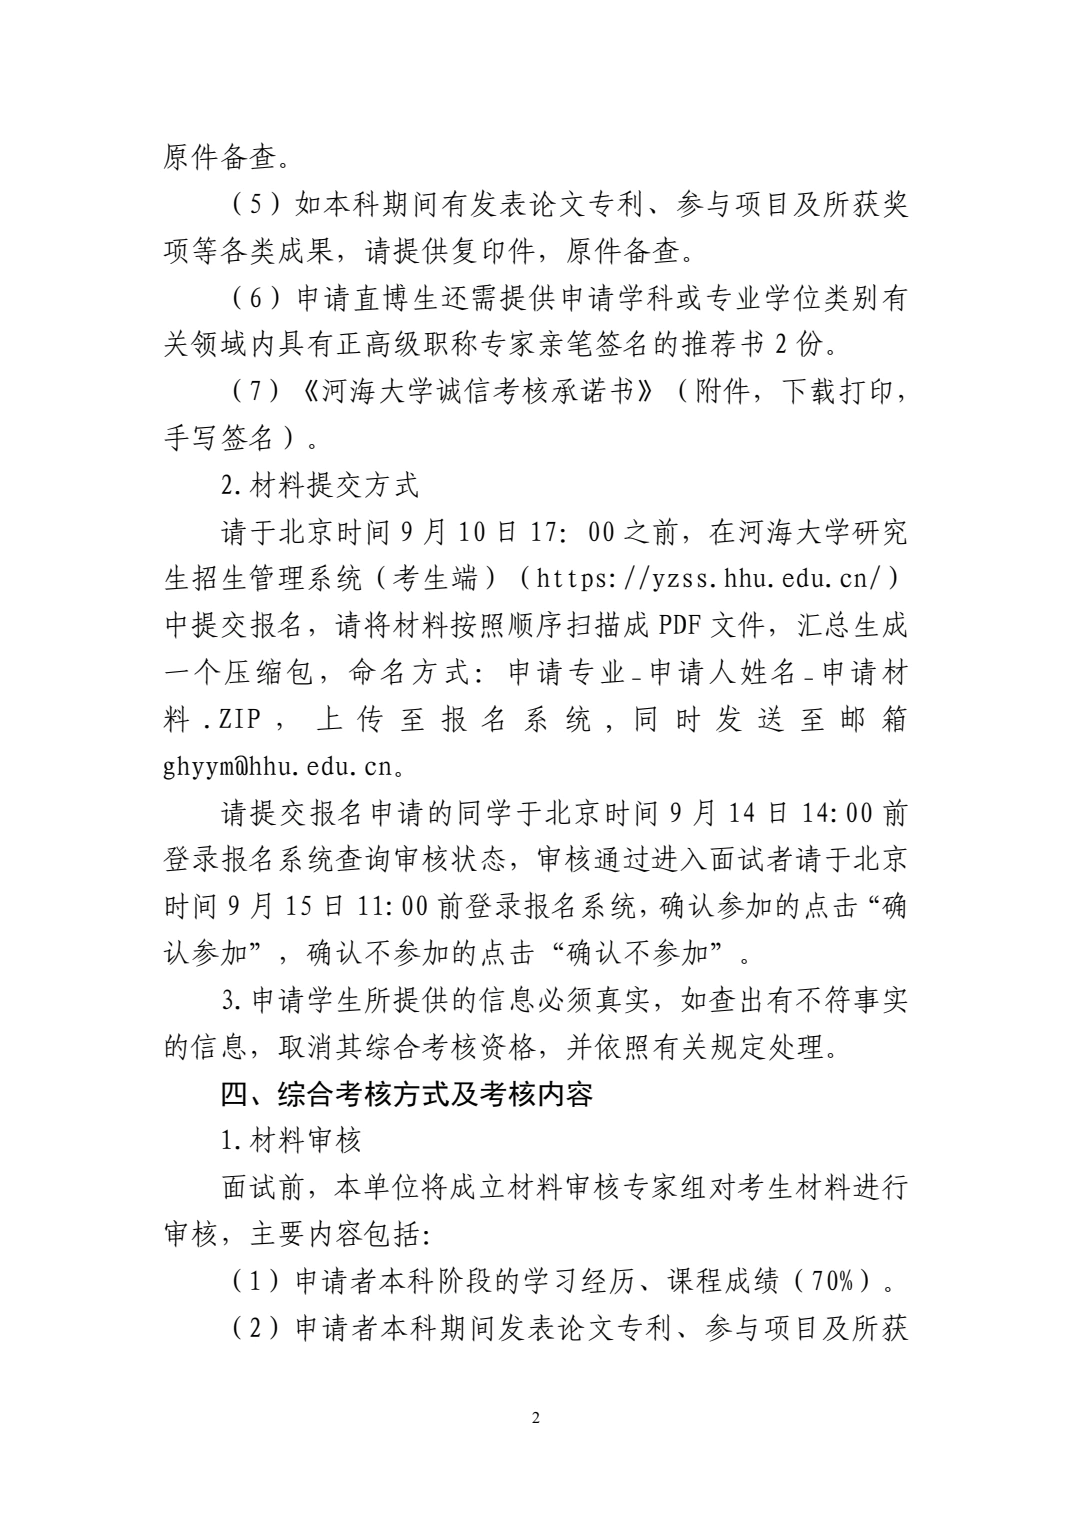 原件备查。
（5）如本科期间有发表论文专利、参与项目及所获奖
项等各类成果，请提供复印件，原件备查。
（6）申请直博生还需提供申请学科或专业学位类别有
关领域内具有正高级职称专家亲笔签名的推荐书 2 份。
（7）《河海大学诚信考核承诺书》（附件，下载打印，
手写签名）。
2.材料提交方式
请于北京时间 9 月 10 日 17：00 之前，在河海大学研究
生招生管理系统（考生端）（https://yzss.hhu.edu.cn/）
中提交报名，请将材料按照顺序扫描成 PDF 文件，汇总生成
一个压缩包，命名方式：申请专业_申请人姓名_申请材
料.ZIP，上传至报名系统,同时发送至邮箱
ghyym@hhu.edu.cn。
请提交报名申请的同学于北京时间 9 月 14 日 14:00 前
登录报名系统查询审核状态，审核通过进入面试者请于北京
时间 9 月 15 日 11:00 前登录报名系统，确认参加的点击“确
认参加”，确认不参加的点击“确认不参加”。
3.申请学生所提供的信息必须真实，如查出有不符事实
的信息，取消其综合考核资格，并依照有关规定处理。
四、综合考核方式及考核内容
1.材料审核
面试前，本单位将成立材料审核专家组对考生材料进行
审核，主要内容包括：
（1）申请者本科阶段的学习经历、课程成绩（70%）。
（2）申请者本科期间发表论文专利、参与项目及所获
2